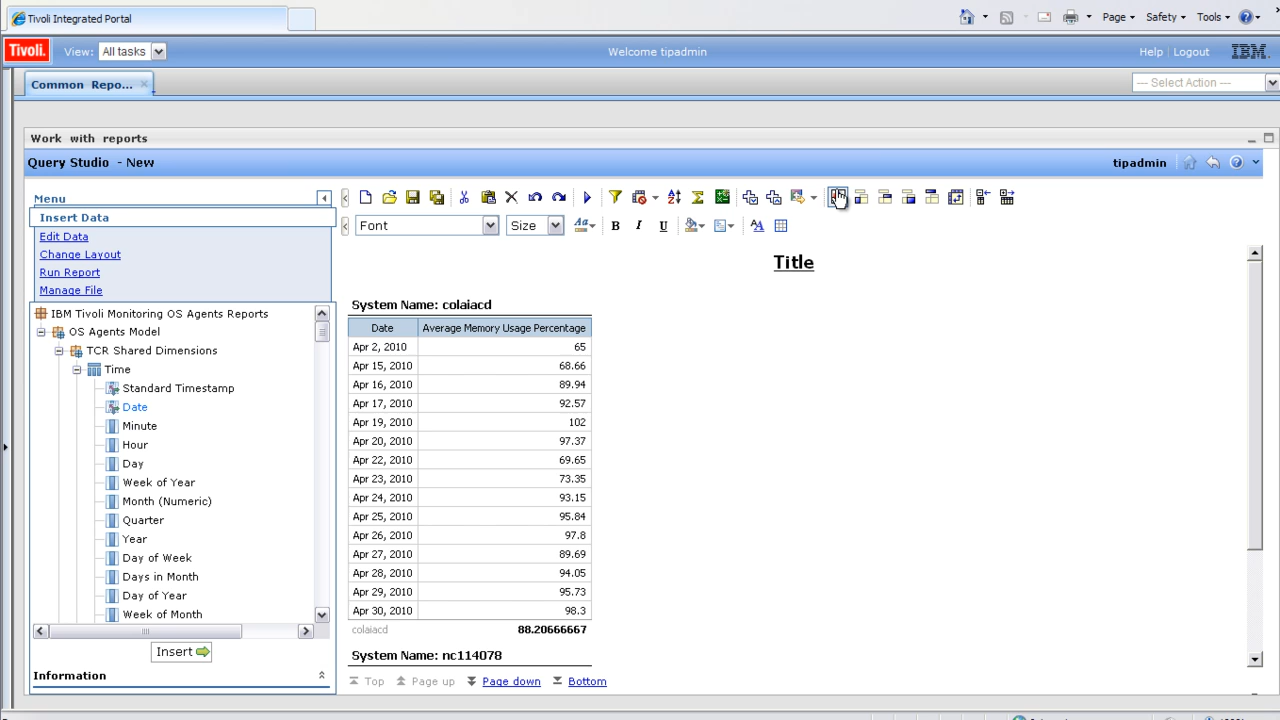 Tivoli Integrated Portal
Page Safety Tools
Tivoli. View: All tasks Welcome tipadmin Help Logout IBM
Common Repo... --- Select Action ---
Work with reports
Query Studio - New tipadmin
Menu
Insert Data
Edit Data
Change Layout
Run Report
Manage File
IBM Tivoli Monitoring OS Agents Reports
OS Agents Model
TCR Shared Dimensions
Time
Standard Timestamp
Date
Minute
Hour
Day
Week of Year
Month (Numeric)
Quarter
Year
Day of Week
Days in Month
Day of Year
Week of Month
Insert
Information
Font Size B I U
Title
System Name: colaiacd
Date Average Memory Usage Percentage
Apr 2, 2010 65
Apr 15, 2010 68.66
Apr 16, 2010 89.94
Apr 17, 2010 92.57
Apr 19, 2010 102
Apr 20, 2010 97.37
Apr 22, 2010 69.65
Apr 23, 2010 73.35
Apr 24, 2010 93.15
Apr 25, 2010 95.84
Apr 26, 2010 97.8
Apr 27, 2010 89.69
Apr 28, 2010 94.05
Apr 29, 2010 95.73
Apr 30, 2010 98.3
colaiacd 88.20666667
System Name: nc114078
Top Page up Page down Bottom